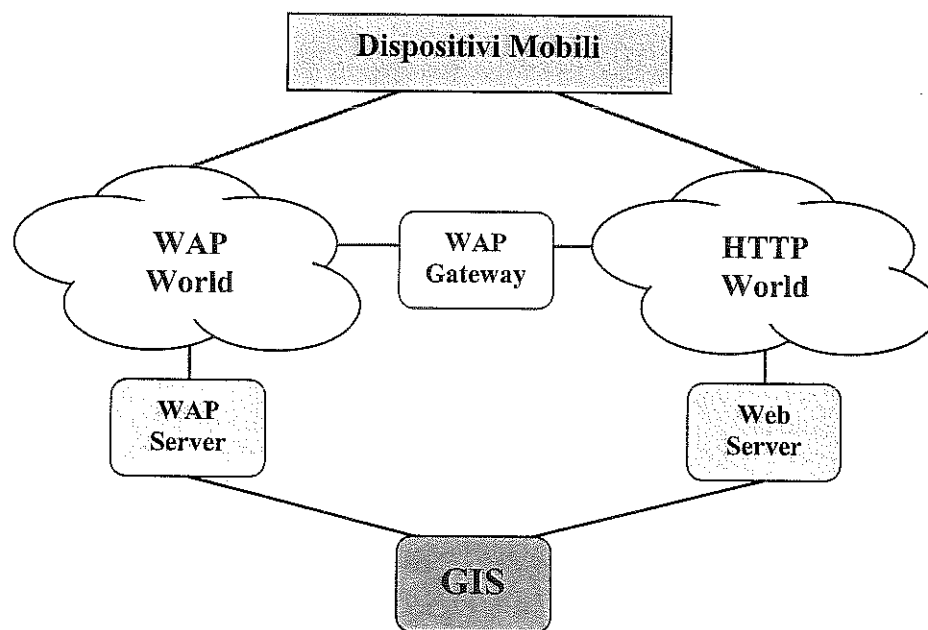 Dispositivi Mobili
WAP
World
WAP
Gateway
HTTP
World
WAP
Server
Web
Server
GIS